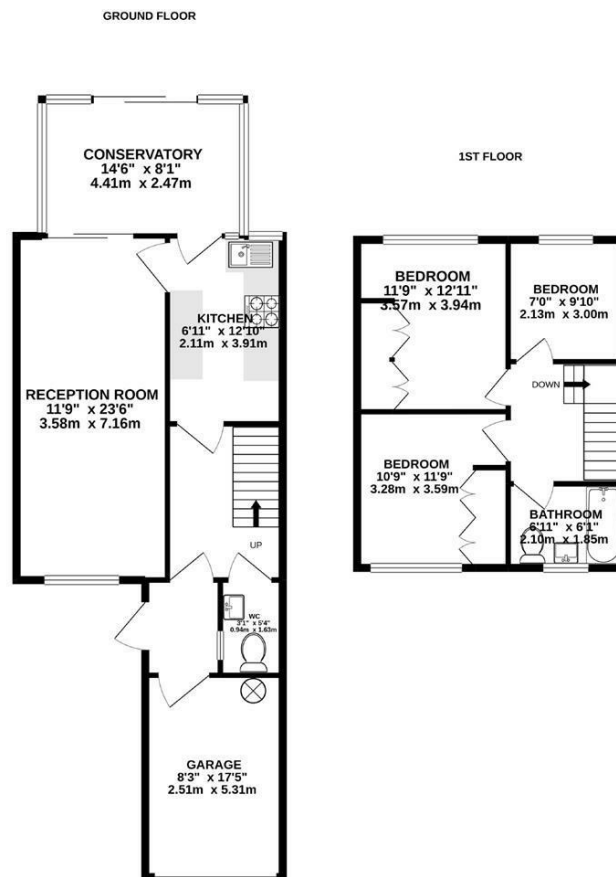 GROUND FLOOR
CONSERVATORY
14'6" x 8'1"
4.41m x 2.47m
KITCHEN
6'11" x 12'10"
2.11m x 3.91m
RECEPTION ROOM
11'9" x 23'6"
3.58m x 7.16m
UP
WC
3'1" x 5'4"
0.94m x 1.63m
GARAGE
8'3" x 17'5"
2.51m x 5.31m
1ST FLOOR
BEDROOM
11'9" x 12'11"
3.57m x 3.94m
BEDROOM
7'0" x 9'10"
2.13m x 3.00m
DOWN
BEDROOM
10'9" x 11'9"
3.28m x 3.59m
BATHROOM
6'11" x 6'1"
2.10m x 1.85m